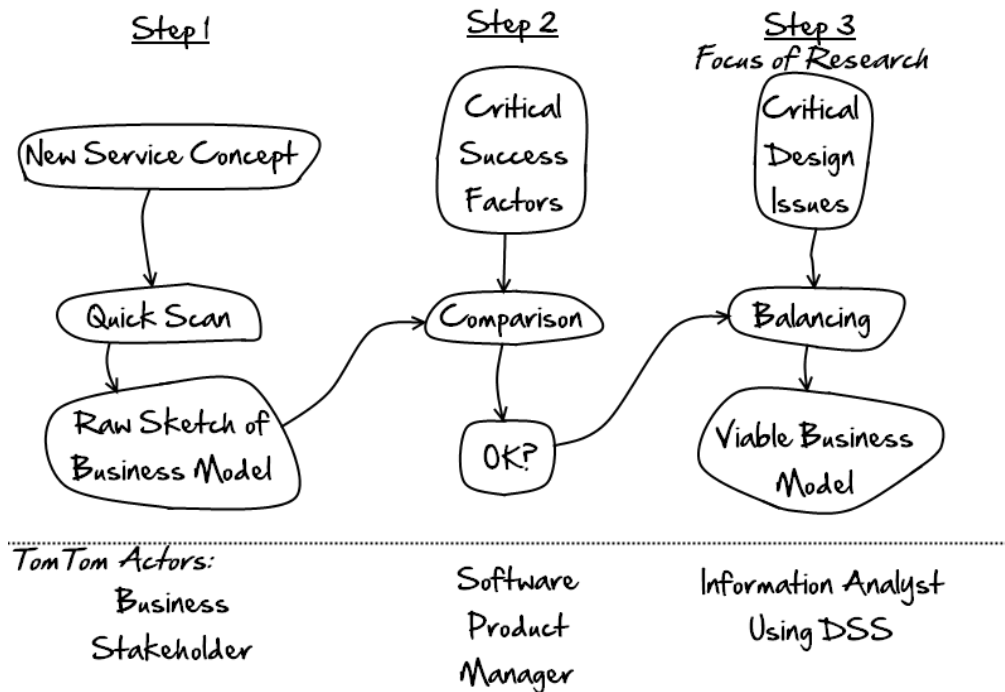 Step 1
New Service Concept
Quick Scan
Raw Sketch of
Business Model
Step 2
Critical
Success
Factors
Comparison
OK?
Step 3
Focus of Research
Critical
Design
Issues
Balancing
Viable Business
Model
TomTom Actors:
Business
Stakeholder
Software
Product
Manager
Information Analyst
Using DSS